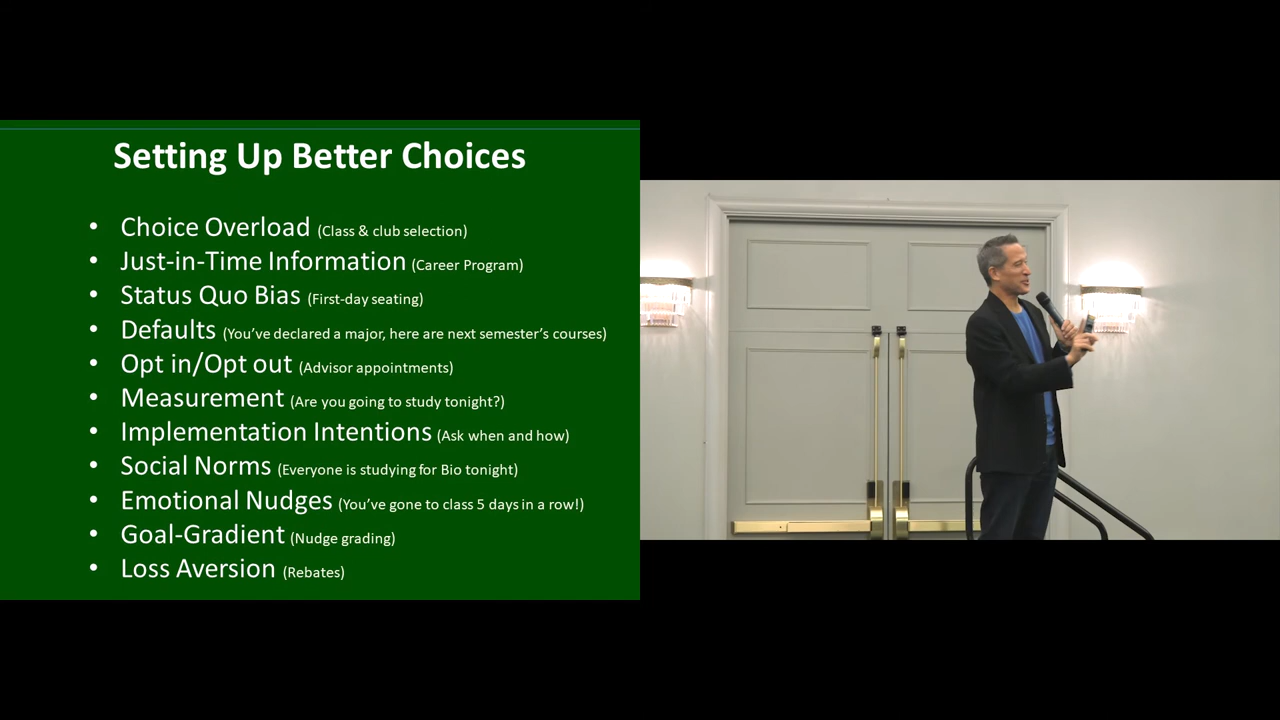 Setting Up Better Choices
• Choice Overload (Class & club selection)
• Just-in-Time Information (Career Program)
• Status Quo Bias (First-day seating)
• Defaults (You've declared a major, here are next semester's courses)
• Opt in/Opt out (Advisor appointments)
• Measurement (Are you going to study tonight?)
• Implementation Intentions (Ask when and how)
• Social Norms (Everyone is studying for Bio tonight)
• Emotional Nudges (You've gone to class 5 days in a row!)
• Goal-Gradient (Nudge grading)
• Loss Aversion (Rebates)